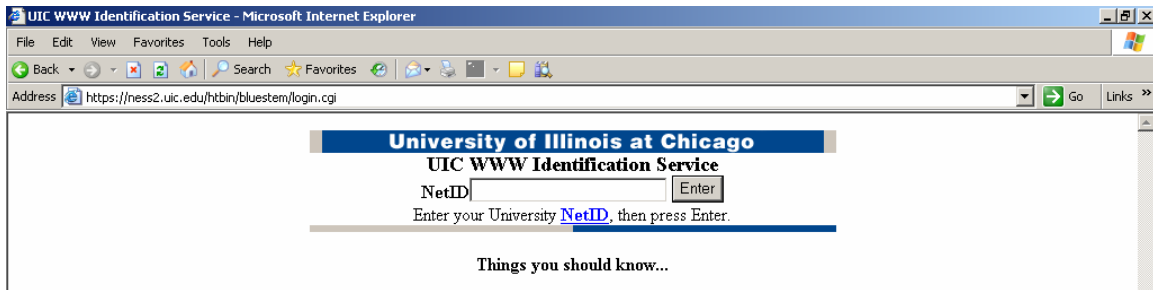 UIC WWW Identification Service - Microsoft Internet Explorer
File Edit View Favorites Tools Help
Back Search Favorites
Address https://ness2.uic.edu/htbin/bluestem/login.cgi Go Links »
University of Illinois at Chicago
UIC WWW Identification Service
NetID Enter
Enter your University NetID, then press Enter.
Things you should know...